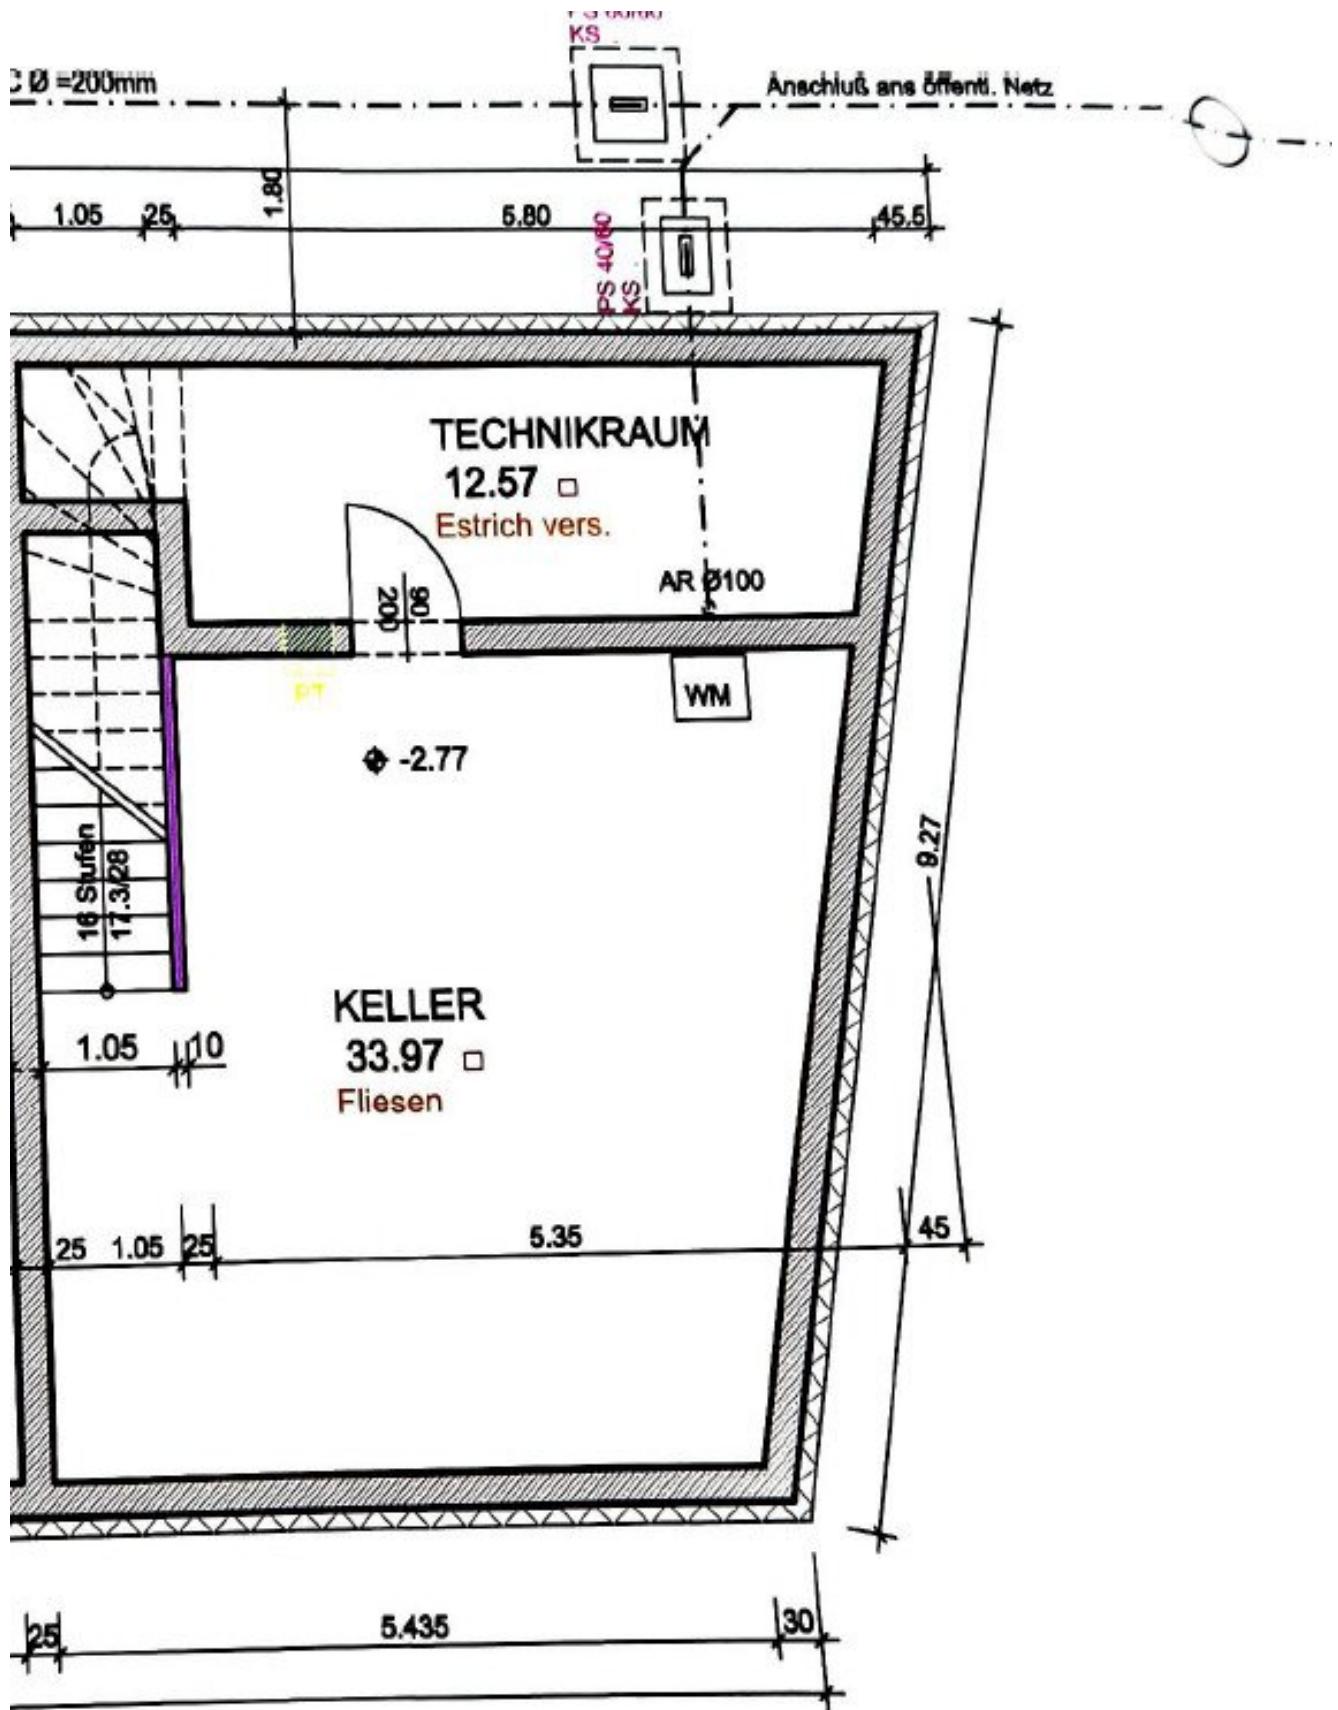 KS
C Ø =200mm
Anschluß ans öffentl. Netz
1.80
1.05
25
5.80
45.5
PS 40/60
KS
TECHNIKRAUM
12.57 □
Estrich vers.
90
200
AR Ø100
PT
WM
-2.77
16 Stufen
17.3/28
9.27
KELLER
33.97 □
Fliesen
1.05
10
25
1.05
25
5.35
45
25
5.435
30